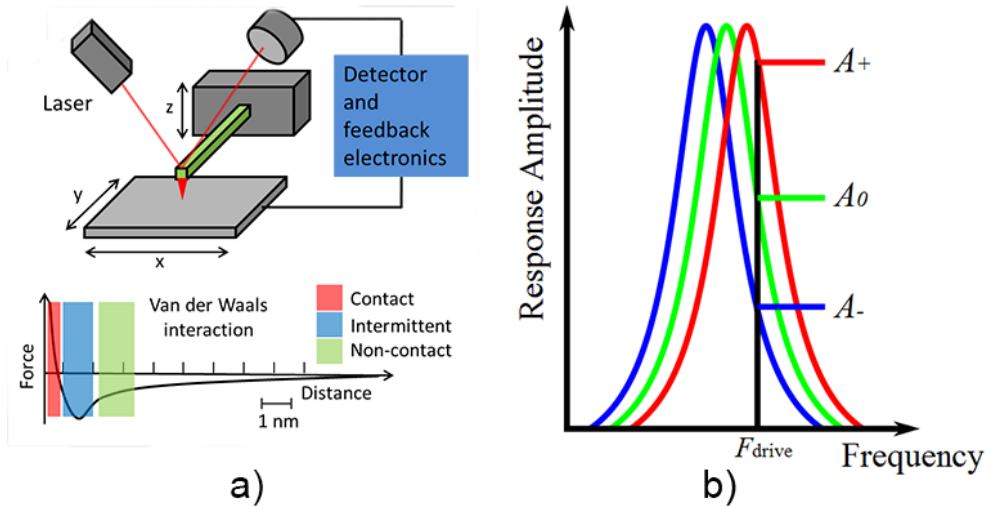 Laser
z
y
x
Detector
and
feedback
electronics
Van der Waals
interaction
Contact
Intermittent
Non-contact
Force
Distance
1 nm
a)
Response Amplitude
A+
A0
A-
Fdrive
Frequency
b)